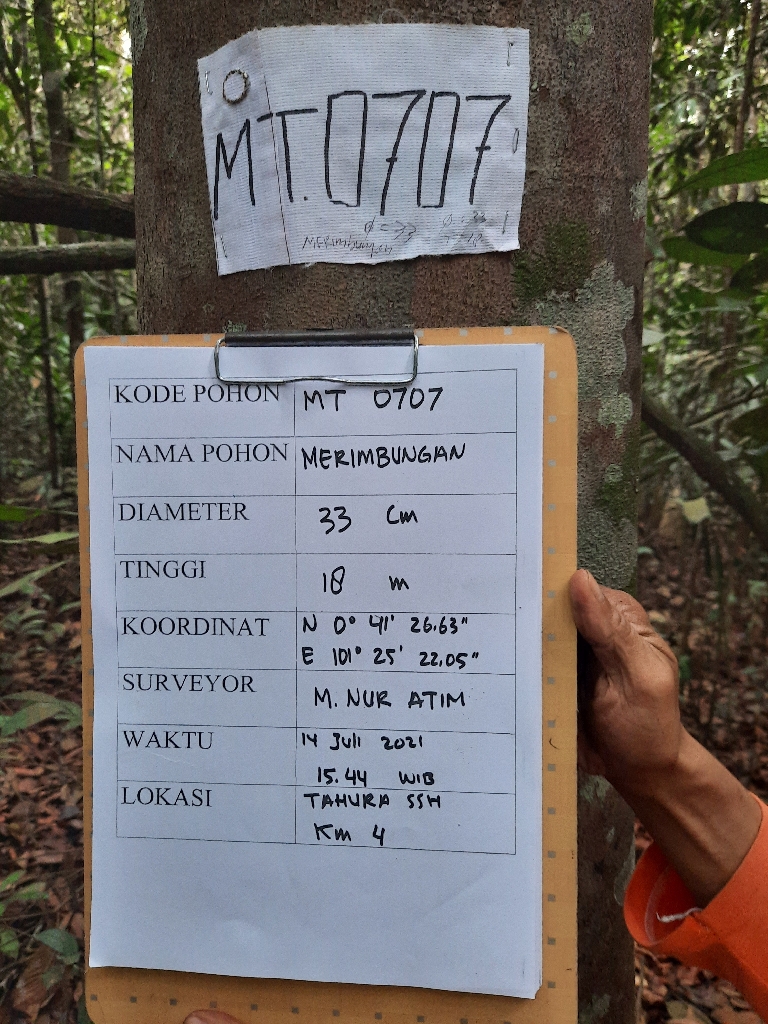 MT.0707
MERIMBUNGAN Ø = 33
KODE POHON MT 0707
NAMA POHON MERIMBUNGAN
DIAMETER 33 Cm
TINGGI 18 m
KOORDINAT N 0° 41' 26.63"
E 101° 25' 22.05"
SURVEYOR M. NUR ATIM
WAKTU 14 Juli 2021
15.44 WIB
LOKASI TAHURA SSH
Km 4